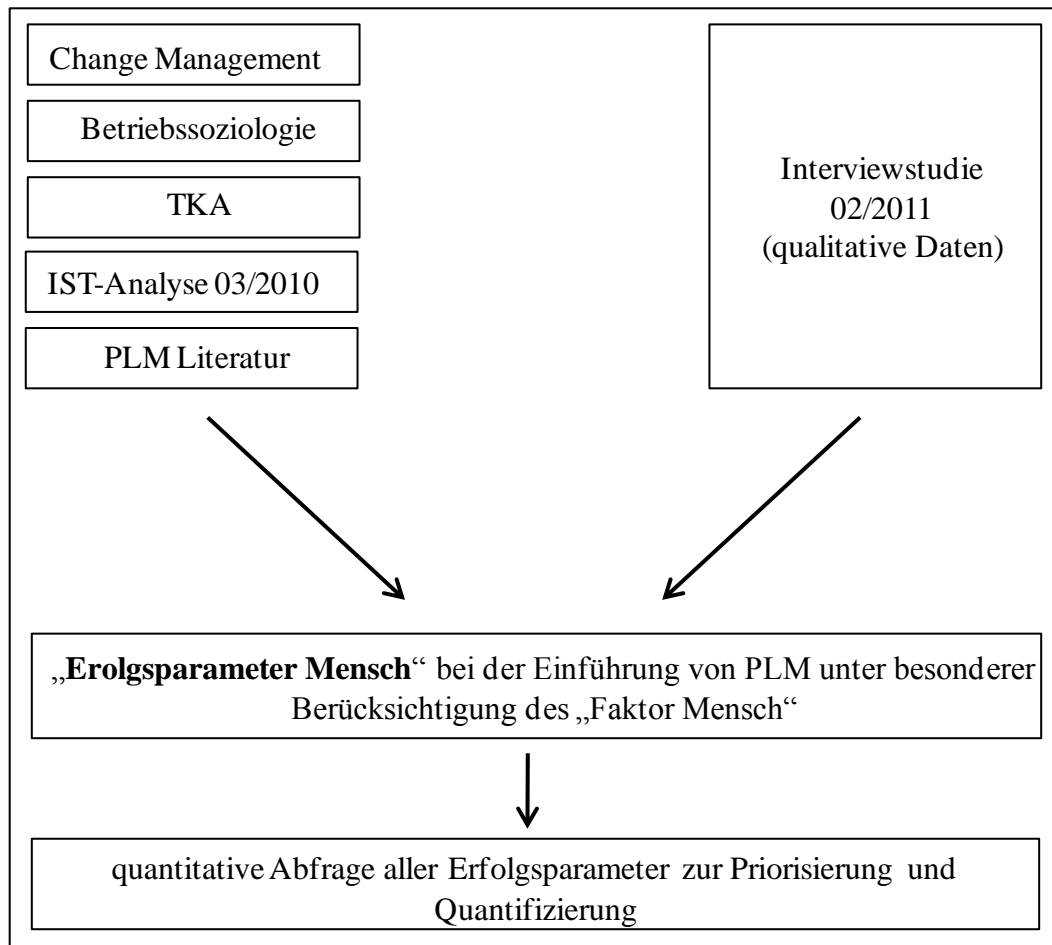 Change Management
Betriebssoziologie
TKA
IST-Analyse 03/2010
PLM Literatur
Interviewstudie
02/2011
(qualitative Daten)
„Erolgsparameter Mensch“ bei der Einführung von PLM unter besonderer
Berücksichtigung des „Faktor Mensch“
quantitative Abfrage aller Erfolgsparameter zur Priorisierung und
Quantifizierung